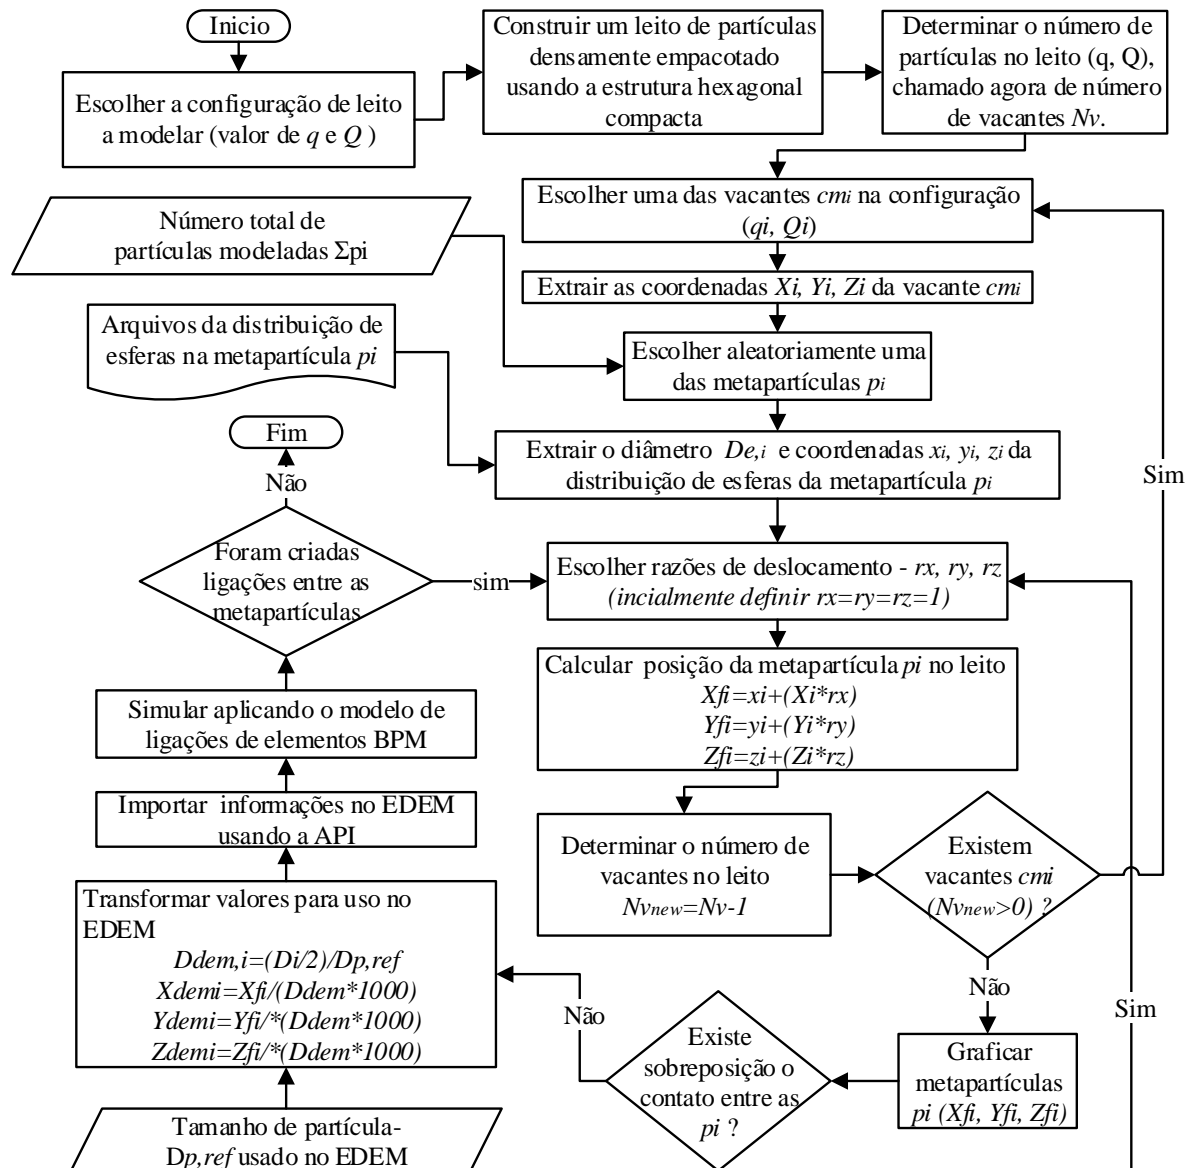 Inicio
Escolher a configuração de leito
a modelar (valor de q e Q )
Construir um leito de partículas
densamente empacotado
usando a estrutura hexagonal
compacta
Determinar o número de
partículas no leito (q, Q),
chamado agora de número
de vacantes Nv.
Escolher uma das vacantes cmi na configuração
(qi, Qi)
Número total de
partículas modeladas Σpi
Extrair as coordenadas Xi, Yi, Zi da vacante cmi
Arquivos da distribuição de
esferas na metapartícula pi
Escolher aleatoriamente uma
das metapartículas pi
Extrair o diâmetro De,i e coordenadas xi, yi, zi da
distribuição de esferas da metapartícula pi
Sim
Fim
Não
Foram criadas
ligações entre as
metapartículas
sim
Escolher razões de deslocamento - rx, ry, rz
(incialmente definir rx=ry=rz=1)
Calcular posição da metapartícula pi no leito
Xfi=xi+(Xi*rx)
Yfi=yi+(Yi*ry)
Zfi=zi+(Zi*rz)
Simular aplicando o modelo de
ligações de elementos BPM
Importar informações no EDEM
usando a API
Determinar o número de
vacantes no leito
Nvnew=Nv-1
Existem
vacantes cmi
(Nvnew>0) ?
Transformar valores para uso no
EDEM
Ddem,i=(Di/2)/Dp,ref
Xdemi=Xfi/(Ddem*1000)
Ydemi=Yfi/*(Ddem*1000)
Zdemi=Zfi/*(Ddem*1000)
Não
Sim
Não
Existe
sobreposição o
contato entre as
pi ?
Graficar
metapartículas
pi (Xfi, Yfi, Zfi)
Tamanho de partícula-
Dp,ref usado no EDEM